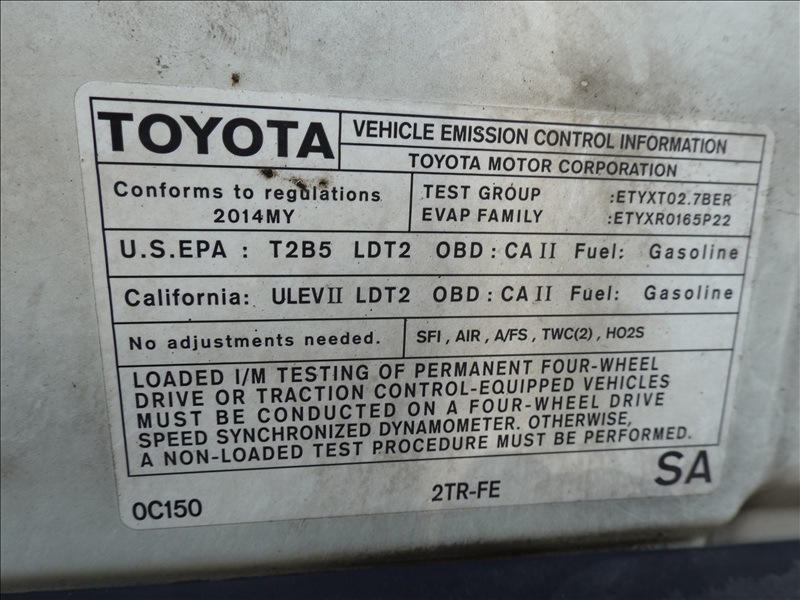 TOYOTA
VEHICLE EMISSION CONTROL INFORMATION
TOYOTA MOTOR CORPORATION
Conforms to regulations
2014MY
TEST GROUP :ETYXT02.7BER
EVAP FAMILY :ETYXR0165P22
U.S.EPA : T2B5 LDT2 OBD : CA II Fuel: Gasoline
California: ULEVII LDT2 OBD : CA II Fuel: Gasoline
No adjustments needed.
SFI , AIR , A/FS , TWC(2) , HO2S
LOADED I/M TESTING OF PERMANENT FOUR-WHEEL
DRIVE OR TRACTION CONTROL-EQUIPPED VEHICLES
MUST BE CONDUCTED ON A FOUR-WHEEL DRIVE
SPEED SYNCHRONIZED DYNAMOMETER. OTHERWISE,
A NON-LOADED TEST PROCEDURE MUST BE PERFORMED.
0C150
2TR-FE
SA